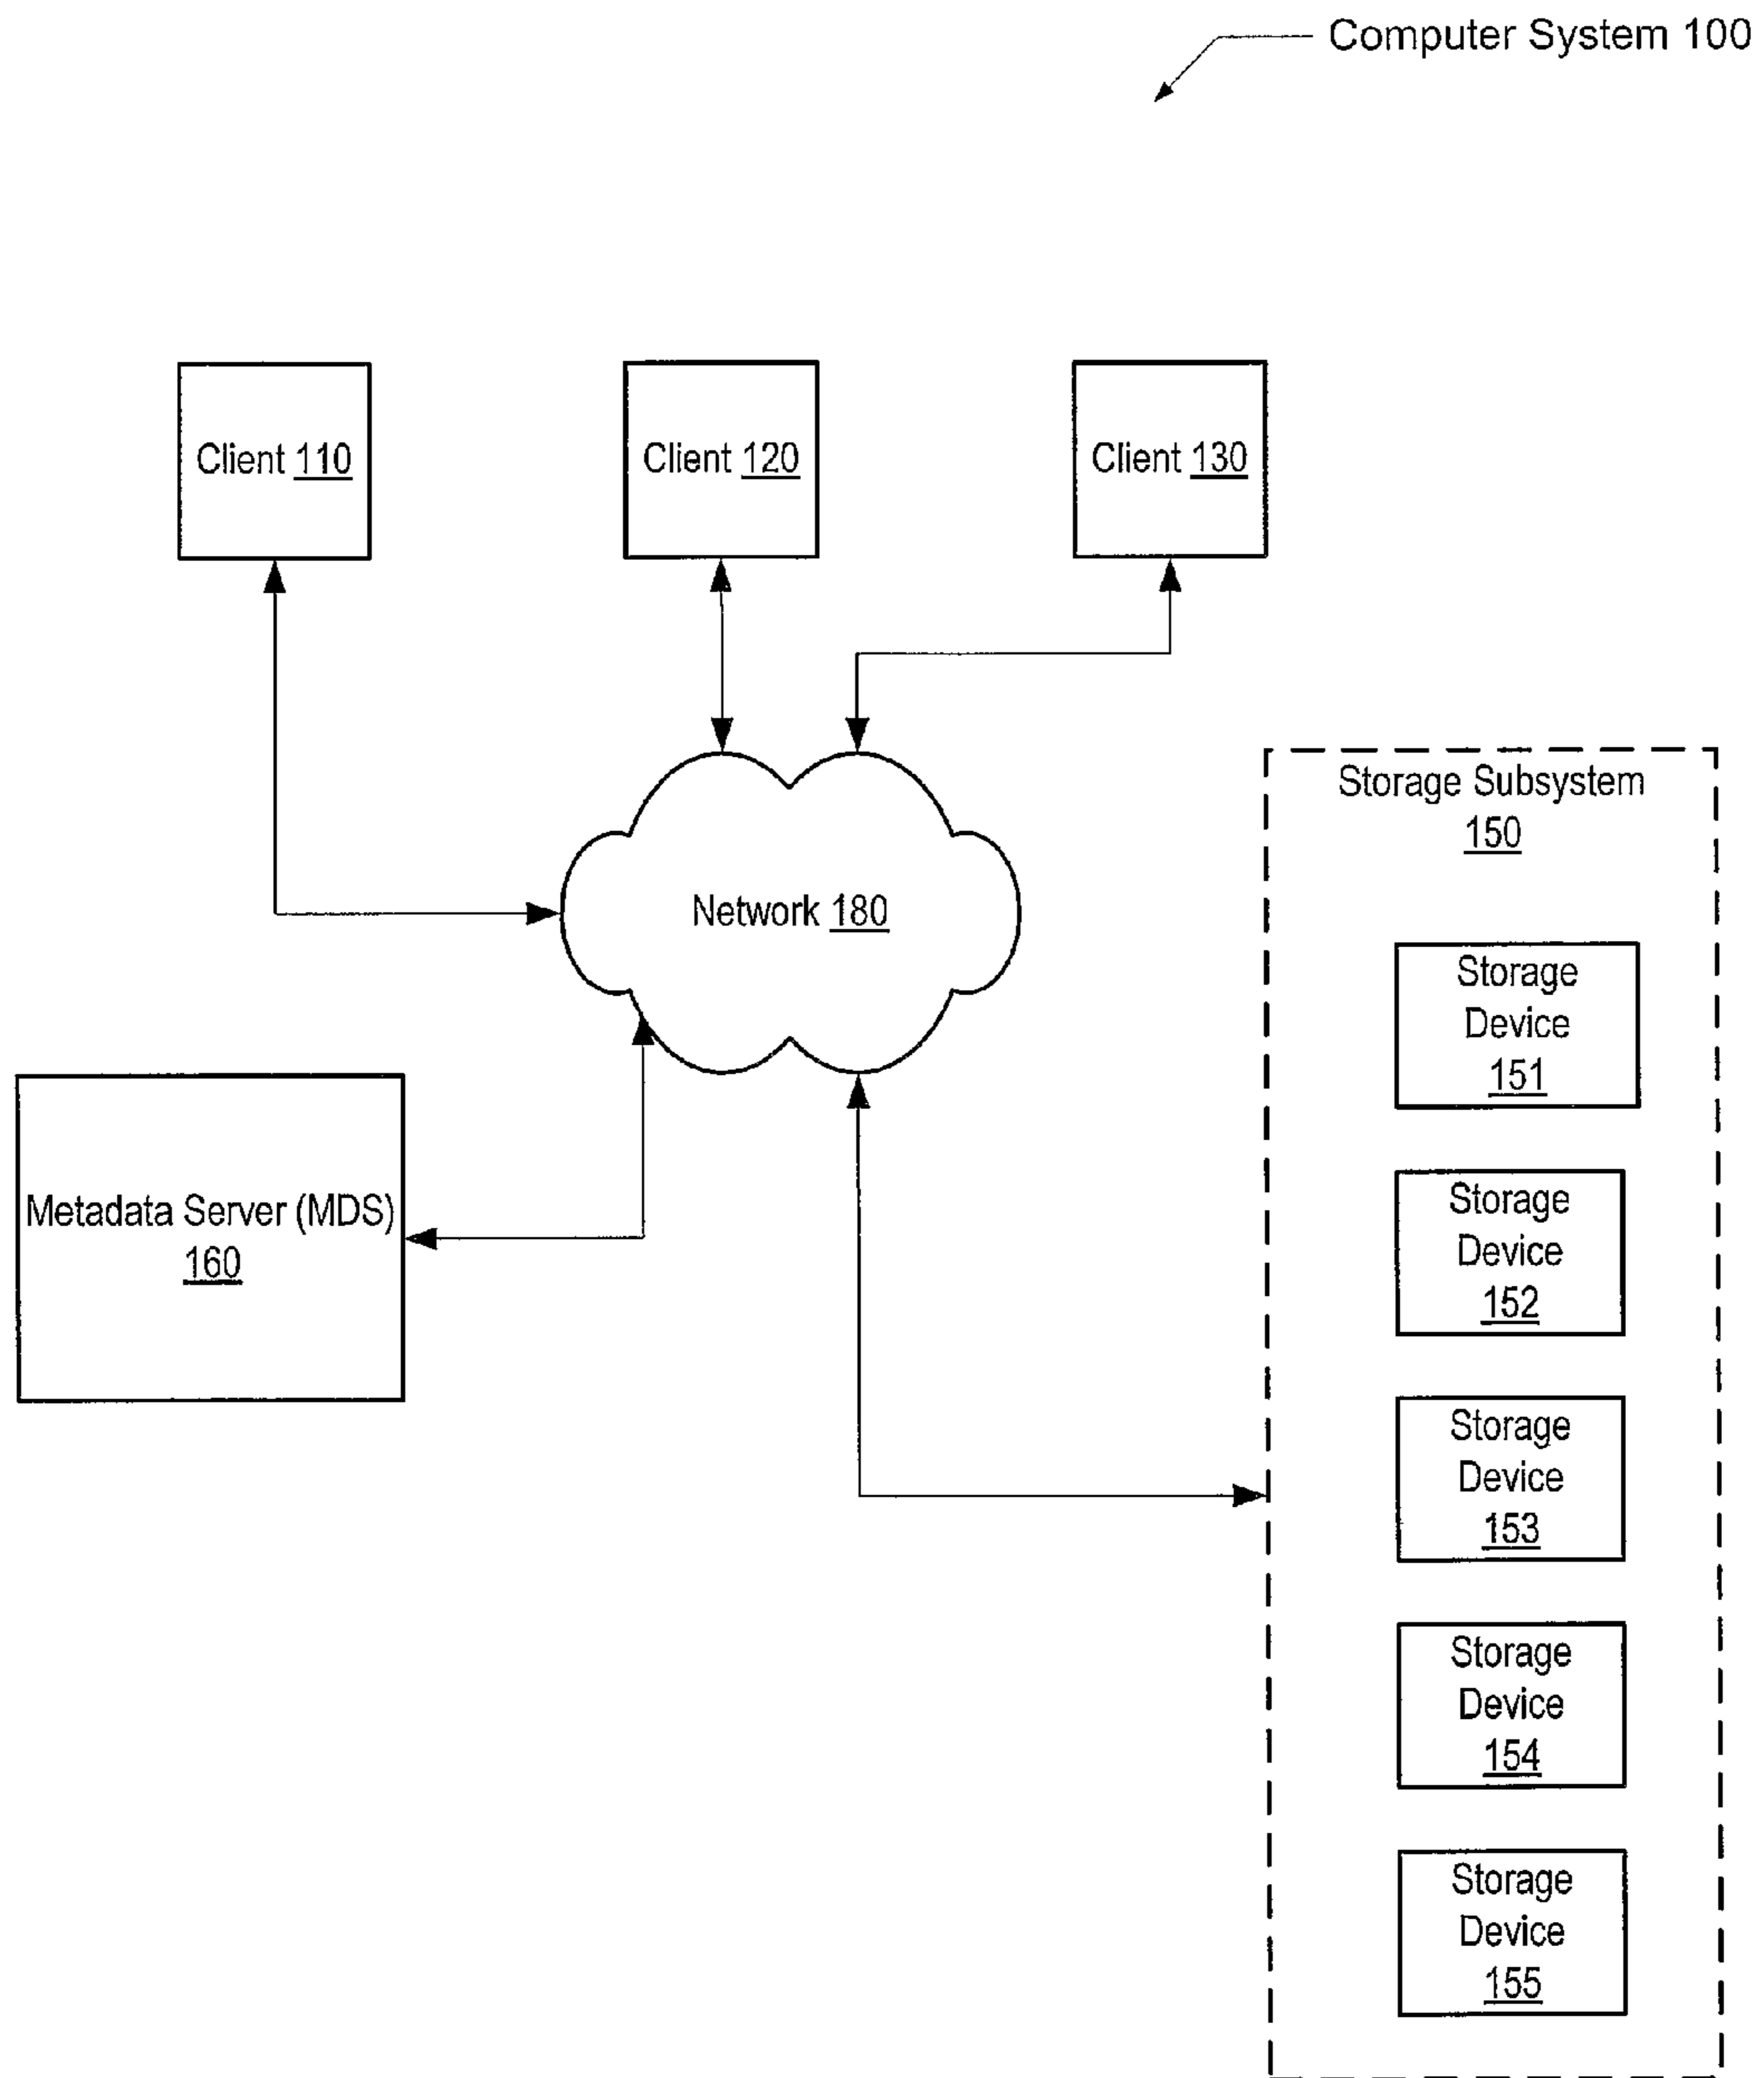 Computer System 100
Client 110
Client 120
Client 130
Storage Subsystem
150
Network 180
Storage
Device
151
Metadata Server (MDS)
160
Storage
Device
152
Storage
Device
153
Storage
Device
154
Storage
Device
155